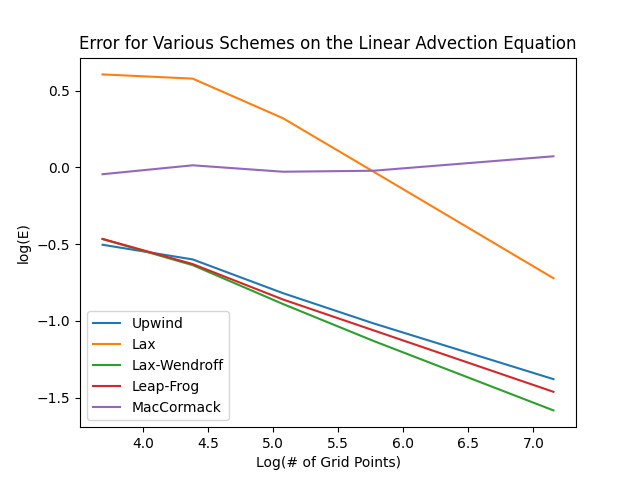 Error for Various Schemes on the Linear Advection Equation
0.5
0.0
−0.5
−1.0
−1.5
log(E)
Upwind
Lax
Lax-Wendroff
Leap-Frog
MacCormack
4.0 4.5 5.0 5.5 6.0 6.5 7.0
Log(# of Grid Points)